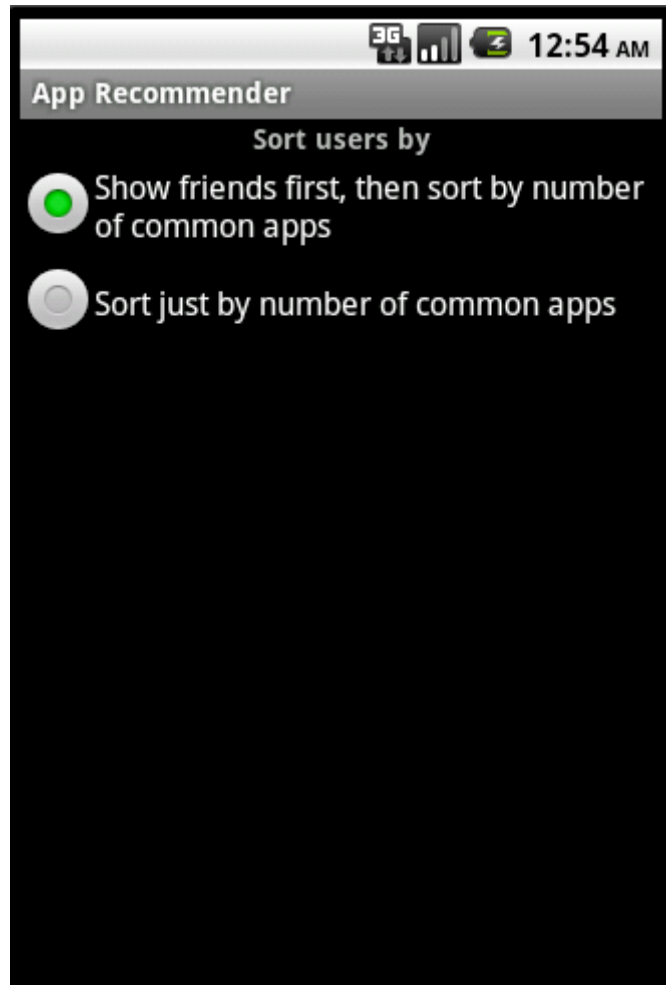 3G 12:54 AM
App Recommender
Sort users by
Show friends first, then sort by number
of common apps
Sort just by number of common apps